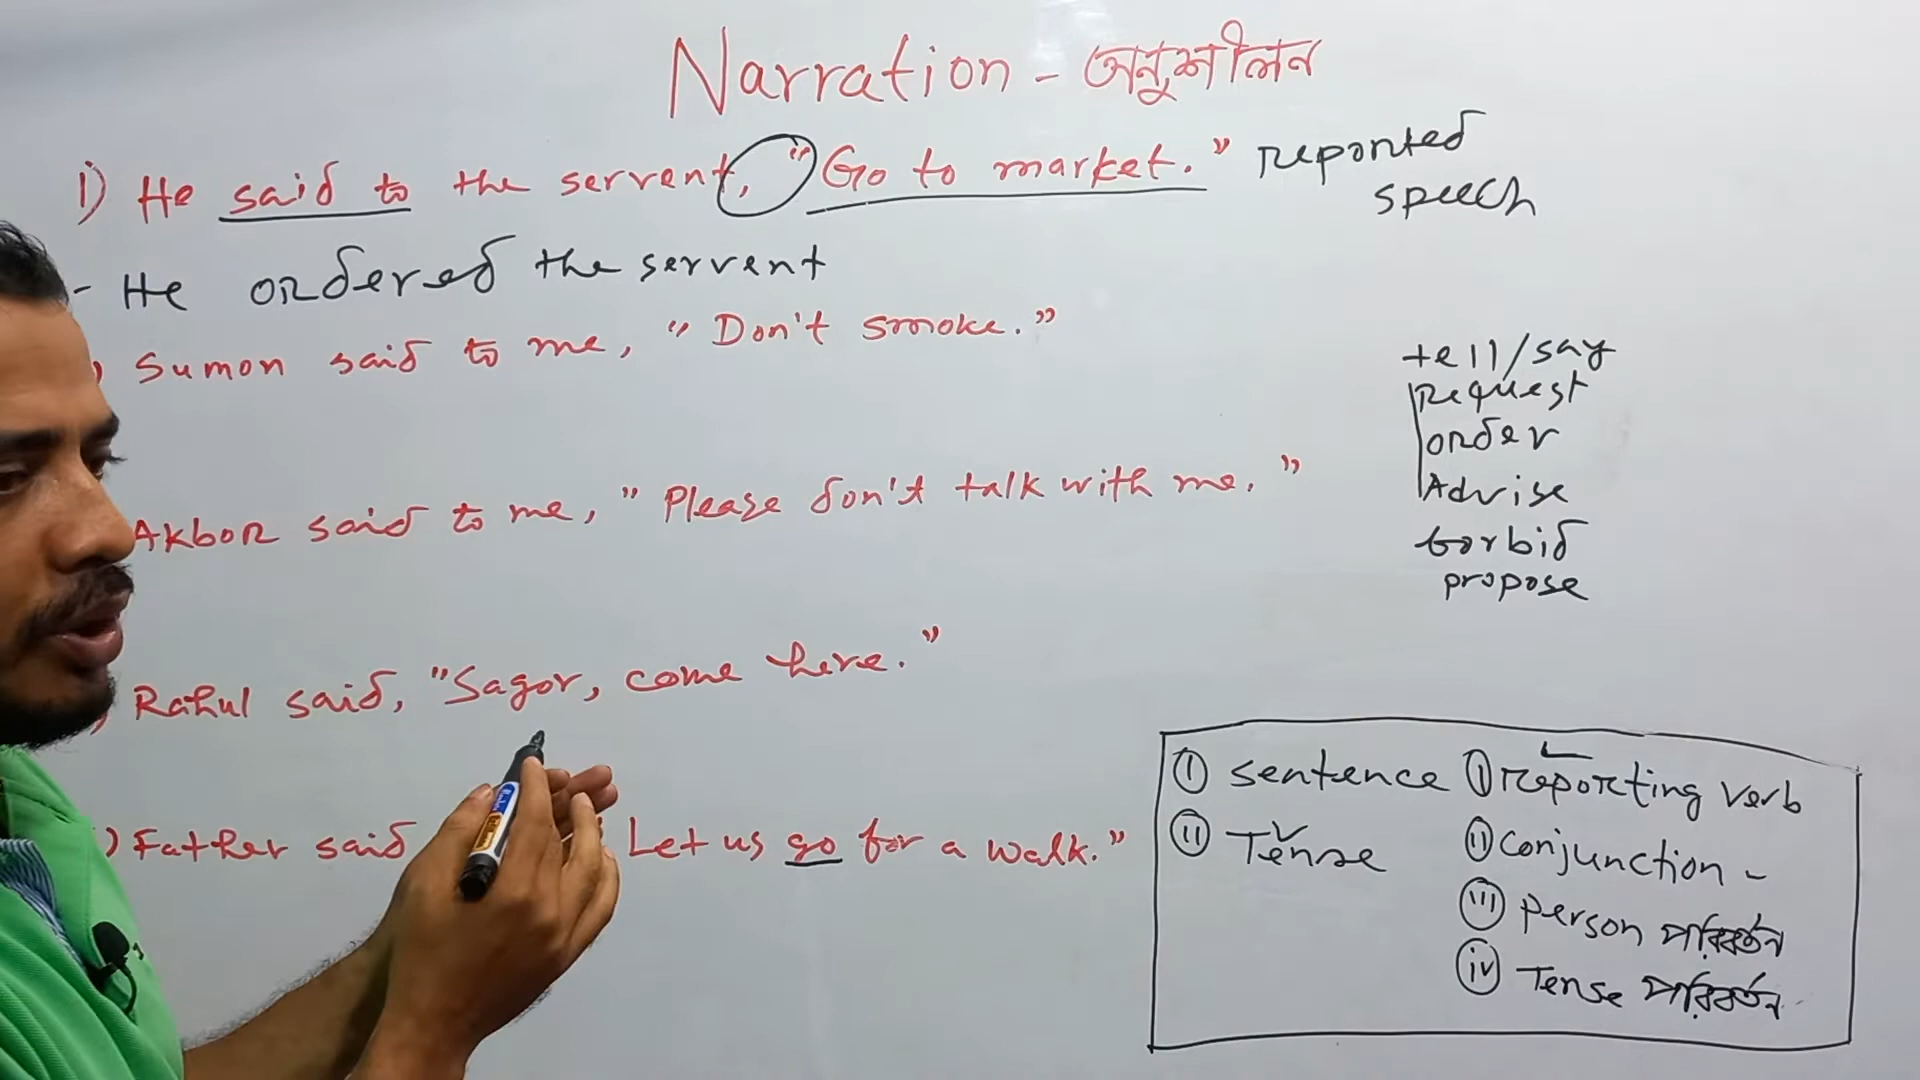 Narration - অনুশীলন
i) He said to the servent, "Go to market." reported
speech
- He ordered the servent
) Sumon said to me, "Don't smoke."
Akbor said to me, "Please don't talk with me."
) Rahul said, "Sagor, come here."
) Father said Let us go for a walk."
tell/say
Request
order
Advise
forbid
propose
(i) sentence
(ii) Tense
(i) reporting verb
(ii) Conjunction -
(iii) person পরিবর্তন
(iv) Tense পরিবর্তন